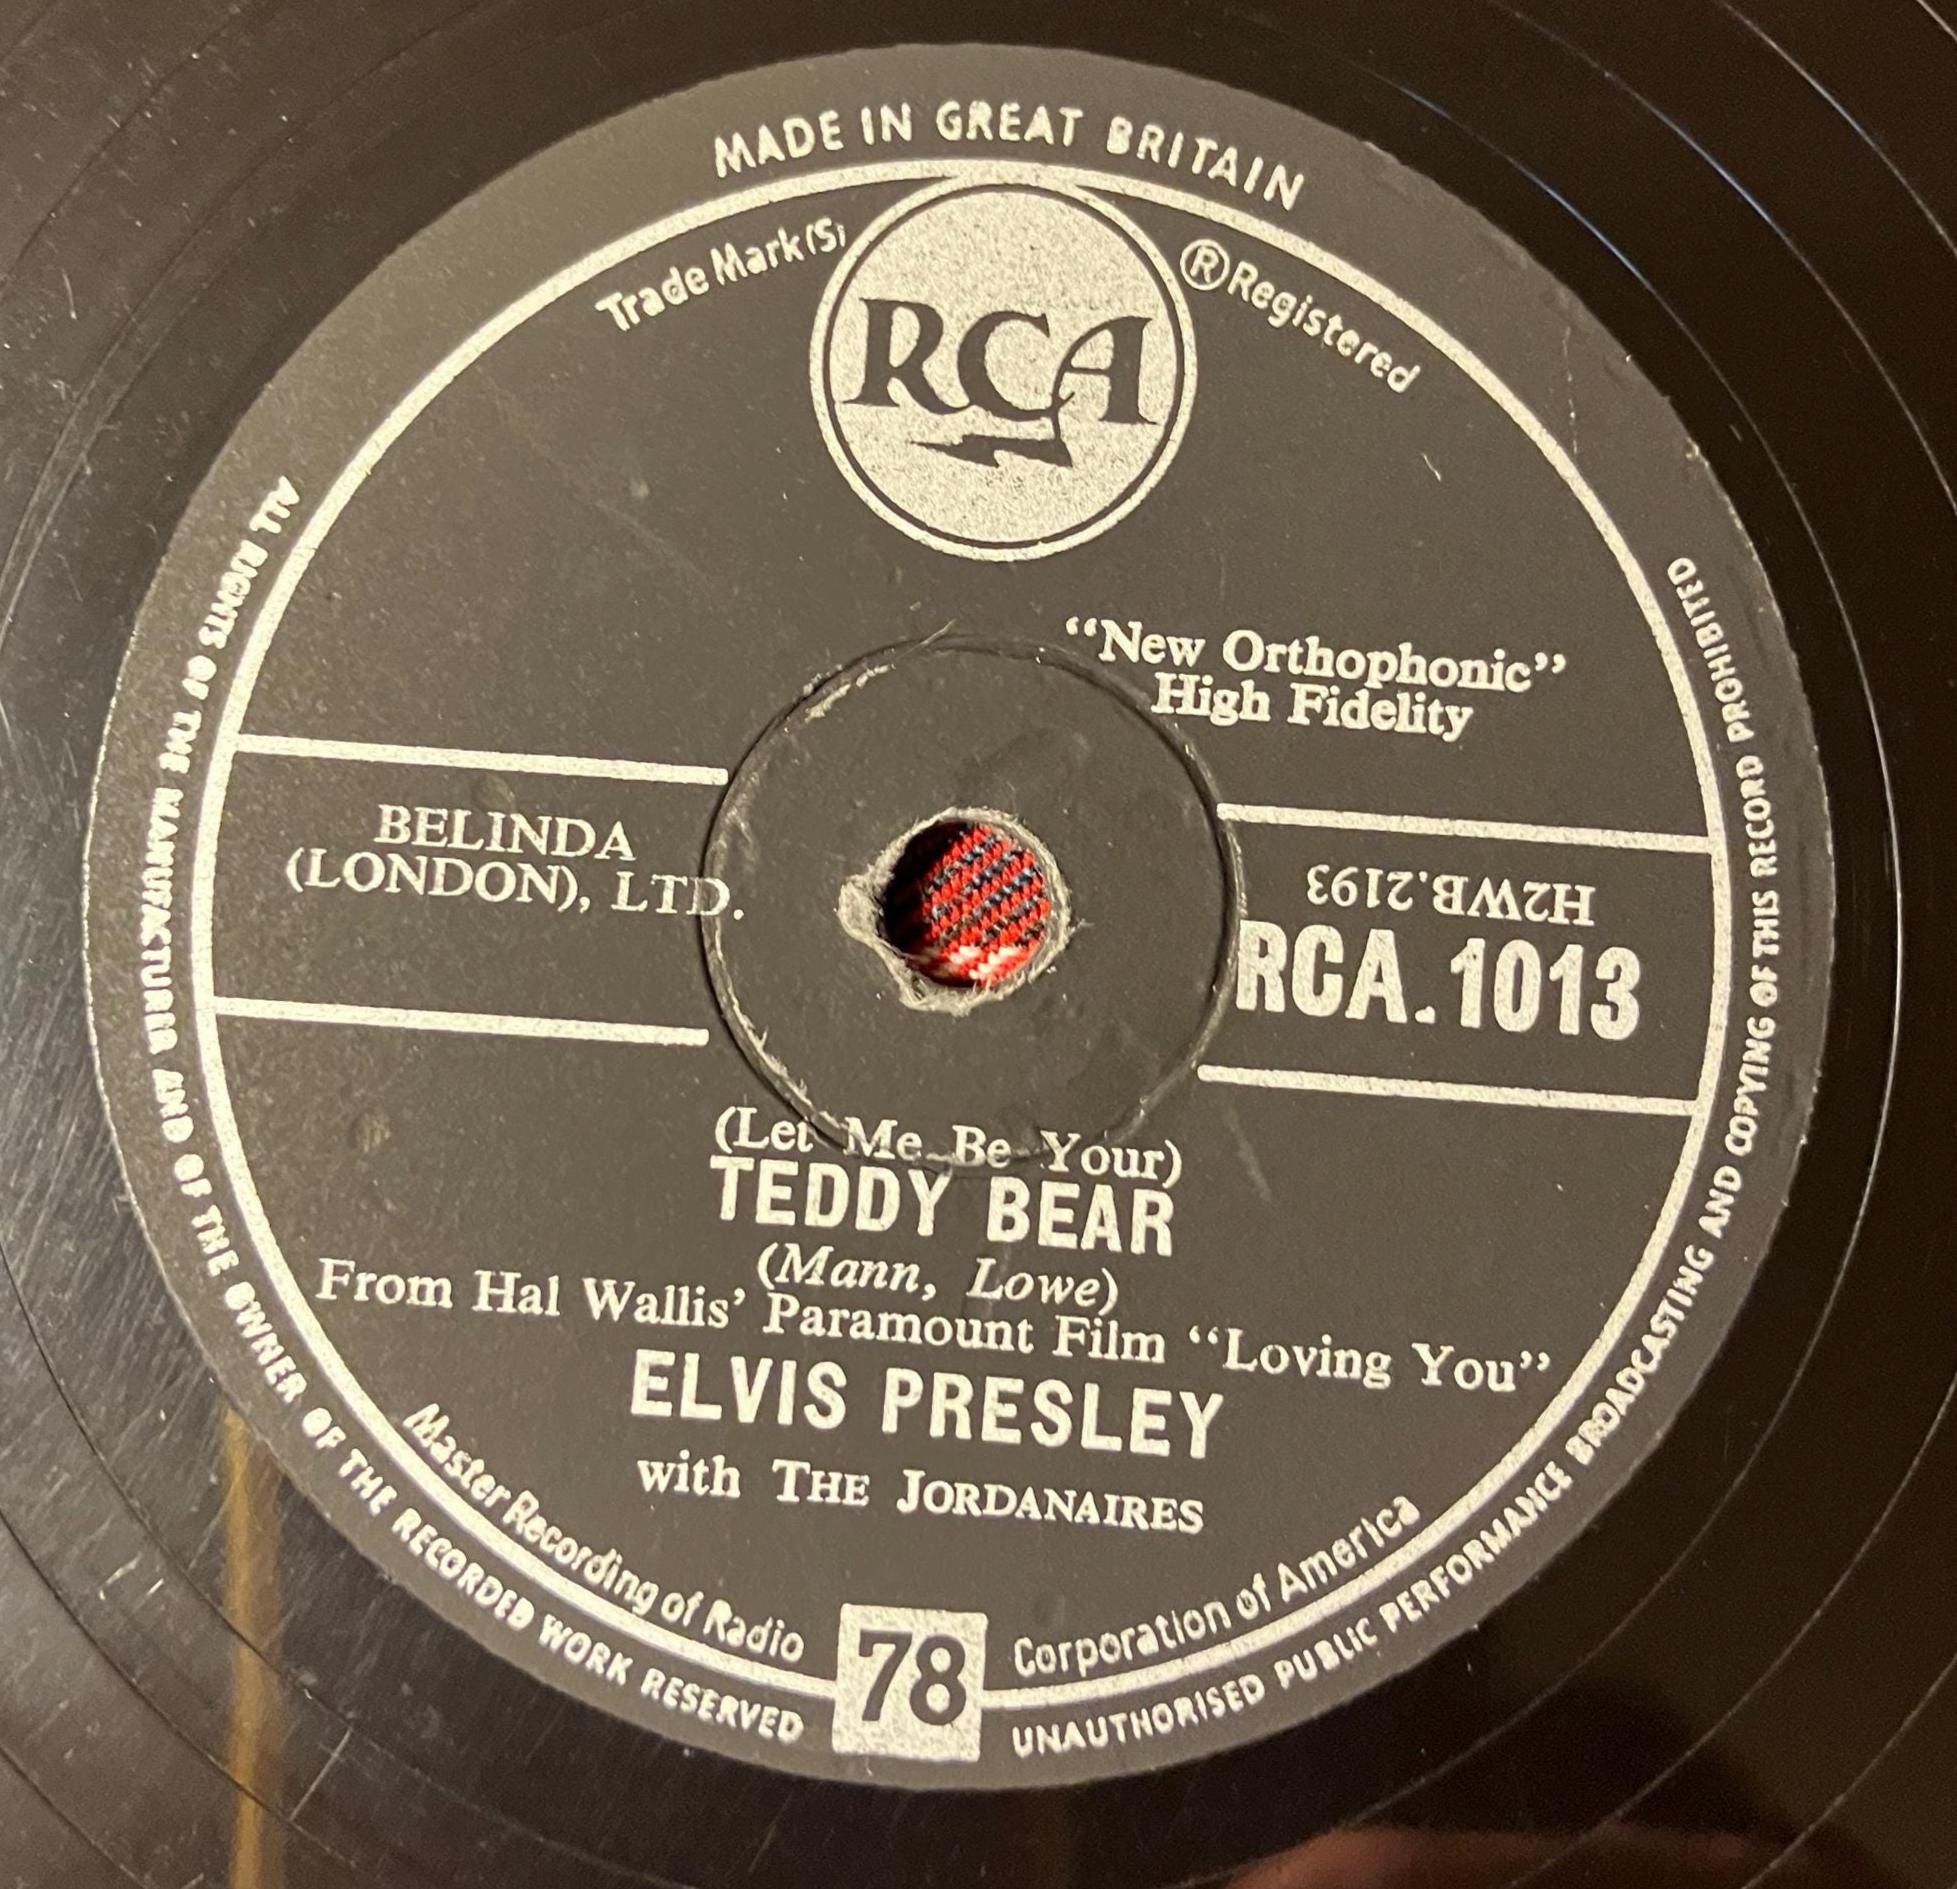 MADE IN GREAT BRITAIN
Trade Mark(S)
®Registered
RCA
"New Orthophonic"
High Fidelity
BELINDA
(LONDON), LTD.
H2WB.2193
RCA.1013
(Let Me Be Your)
TEDDY BEAR
(Mann, Lowe)
From Hal Wallis' Paramount Film "Loving You"
ELVIS PRESLEY
with THE JORDANAIRES
Master Recording of Radio
Corporation of America
78
ALL RIGHTS OF THE MANUFACTURER AND OF THE OWNER OF THE RECORDED WORK RESERVED
UNAUTHORISED PUBLIC PERFORMANCE BROADCASTING AND COPYING OF THIS RECORD PROHIBITED